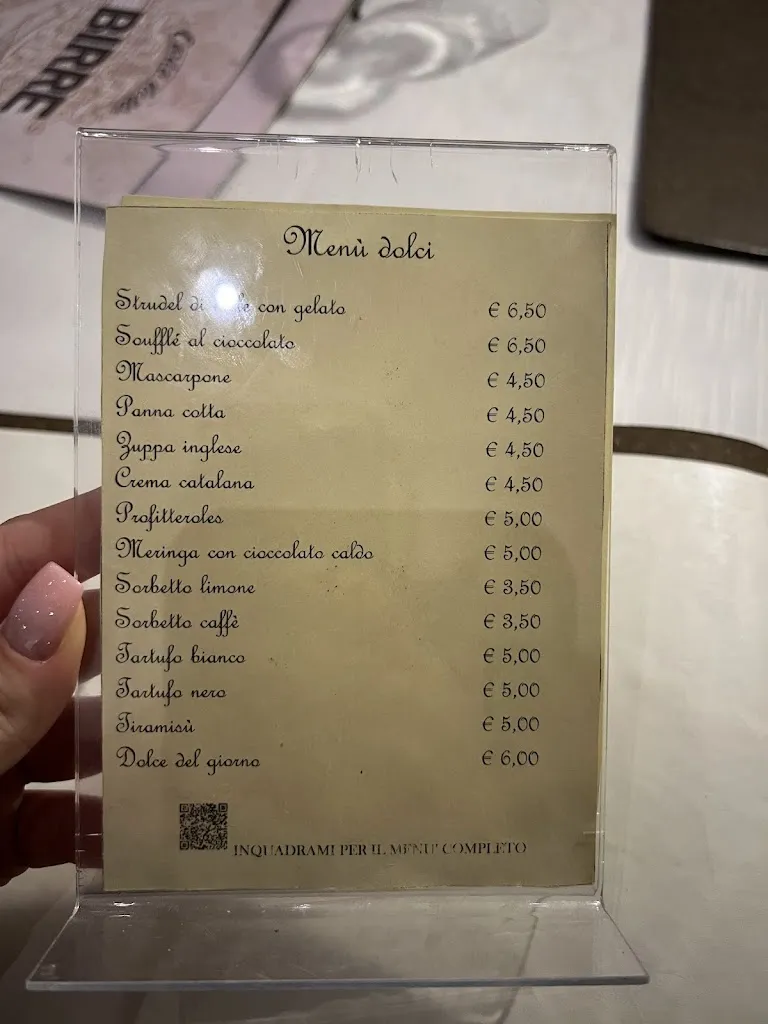 Carta delle
BIRRE
Menù dolci
Strudel di con gelato € 6,50
Soufflé al cioccolato € 6,50
Mascarpone € 4,50
Panna cotta € 4,50
Zuppa inglese € 4,50
Crema catalana € 4,50
Profitteroles € 5,00
Meringa con cioccolato caldo € 5,00
Sorbetto limone € 3,50
Sorbetto caffè € 3,50
Tartufo bianco € 5,00
Tartufo nero € 5,00
Tiramisù € 5,00
Dolce del giorno € 6,00
INQUADRAMI PER IL MENU' COMPLETO